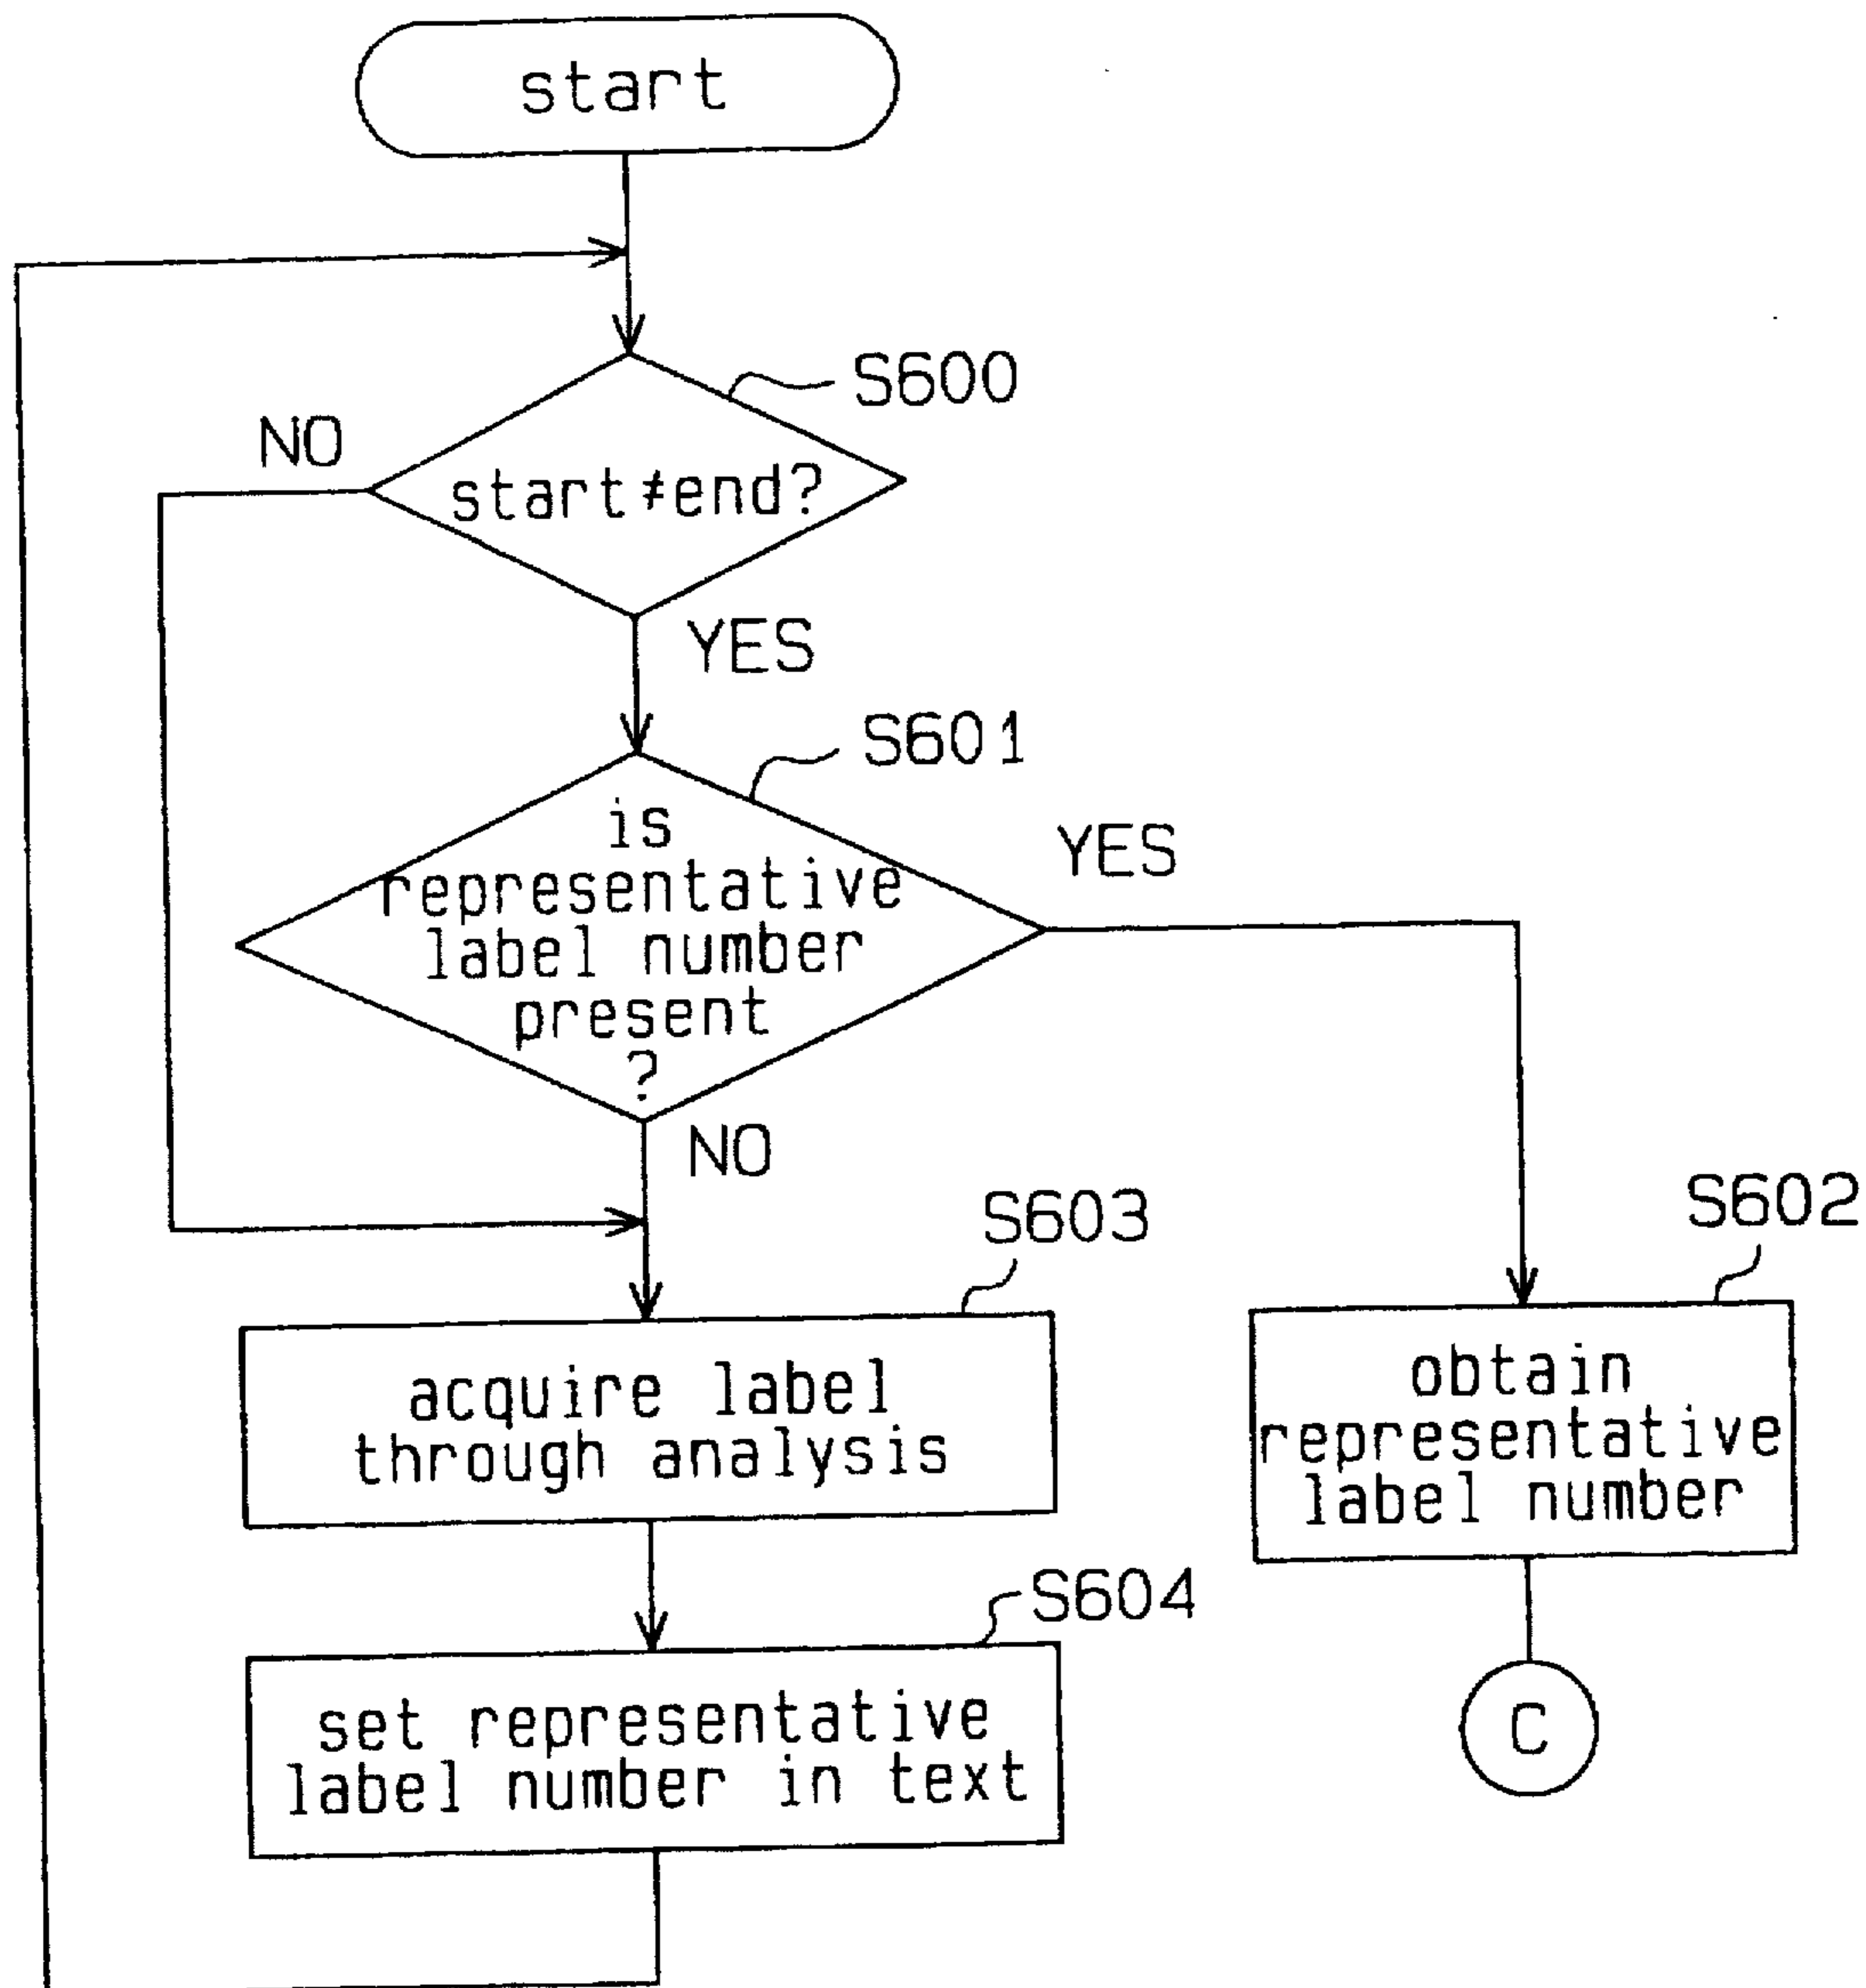 start
S600
NO
start≠end?
YES
S601
is
representative
label number
present
?
YES
NO
S603
S602
acquire label
through analysis
obtain
representative
label number
S604
set representative
label number in text
C